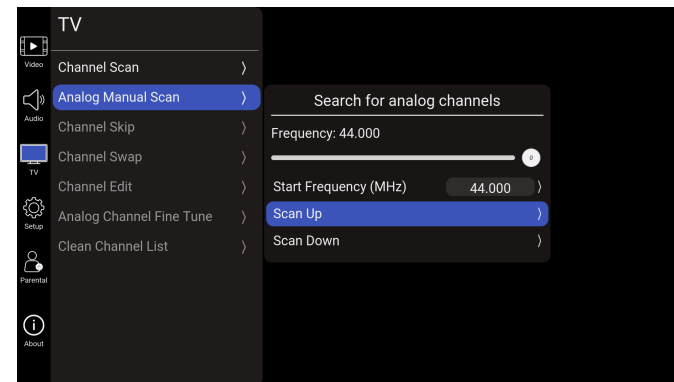 TV
Video
Audio
TV
Setup
Parental
About
Channel Scan
Analog Manual Scan
Channel Skip
Channel Swap
Channel Edit
Analog Channel Fine Tune
Clean Channel List
Search for analog channels
Frequency: 44.000
0
Start Frequency (MHz) 44.000
Scan Up
Scan Down